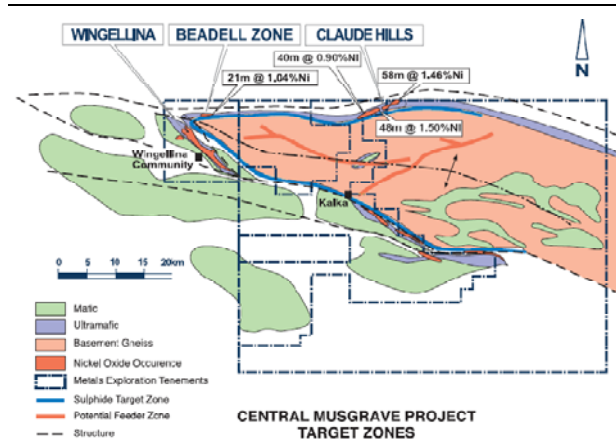 WINGELLINA
BEADELL ZONE
CLAUDE HILLS
40m @ 0.90%Ni
21m @ 1.04%Ni
58m @ 1.46%Ni
N
48m @ 1.50%Ni
Wingellina
Community
Kalka
0 5 10 15 20km
Mafic
Ultramafic
Basement Gneiss
Nickel Oxide Occurence
Metals Exploration Tenements
Sulphide Target Zone
Potential Feeder Zone
Structure
CENTRAL MUSGRAVE PROJECT
TARGET ZONES